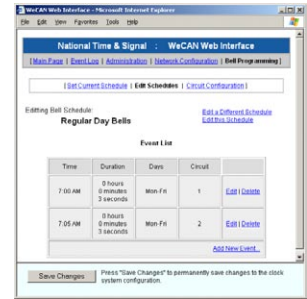 WeCAN Web Interface - Microsoft Internet Explorer
File Edit View Favorites Tools Help
National Time & Signal : WeCAN Web Interface
[ Main Page | Event Log | Administration | Network Configuration | Bell Programming ]
[ Set Current Schedule | Edit Schedules | Circuit Configuration ]
Editting Bell Schedule:
Regular Day Bells
Edit a Different Schedule
Edit this Schedule
Event List
Time Duration Days Circuit
7:00 AM 0 hours 0 minutes 3 seconds Mon-Fri 1 Edit | Delete
7:05 AM 0 hours 0 minutes 3 seconds Mon-Fri 2 Edit | Delete
Add New Event...
Save Changes
Press "Save Changes" to permanently save changes to the clock
system configuration.